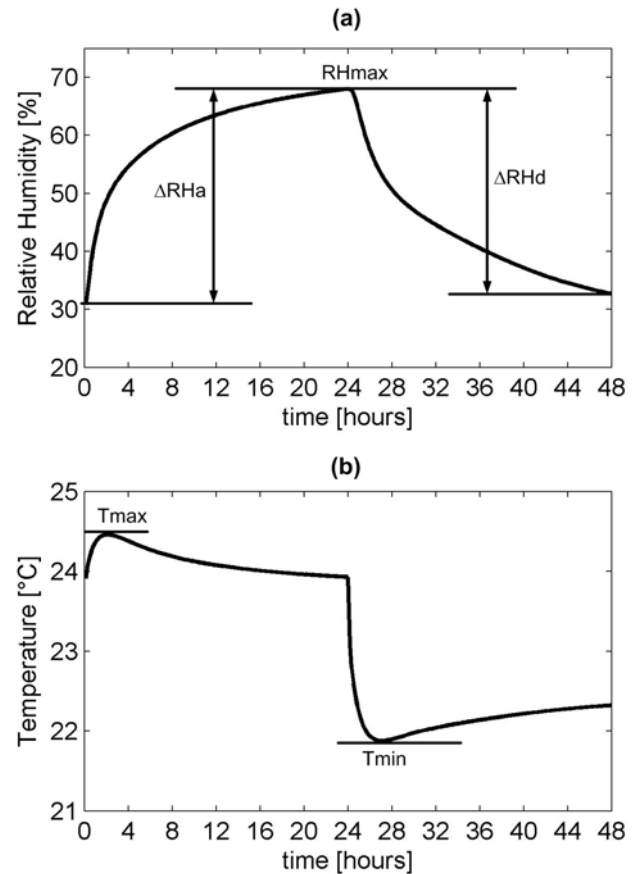 (a)
Relative Humidity [%]
70
60
50
40
30
20
RHmax
ΔRHa
ΔRHd
0 4 8 12 16 20 24 28 32 36 40 44 48
time [hours]
(b)
Temperature [°C]
25
24
23
22
21
Tmax
Tmin
0 4 8 12 16 20 24 28 32 36 40 44 48
time [hours]